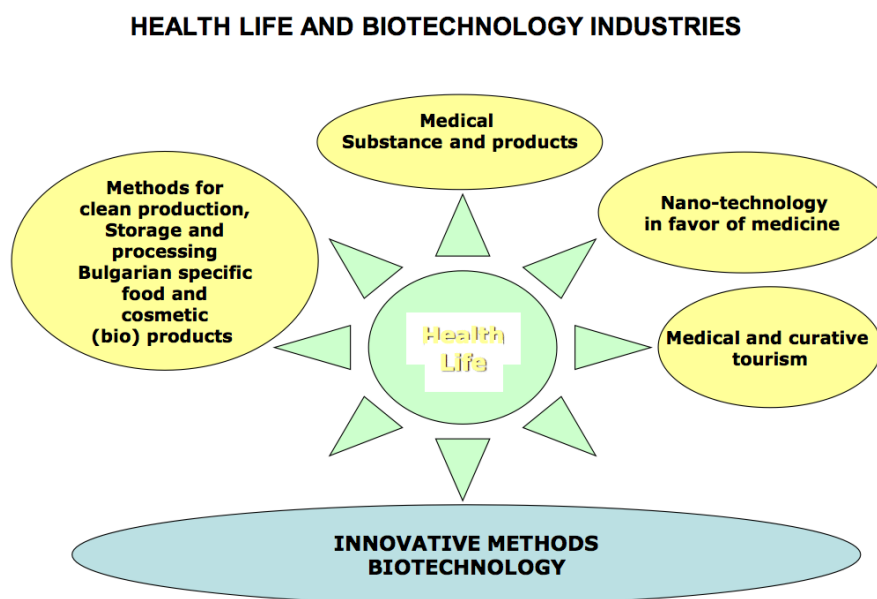 HEALTH LIFE AND BIOTECHNOLOGY INDUSTRIES
Medical
Substance and products
Methods for
clean production,
Storage and
processing
Bulgarian specific
food and
cosmetic
(bio) products
Nano-technology
in favor of medicine
Health
Life
Medical and curative
tourism
INNOVATIVE METHODS
BIOTECHNOLOGY